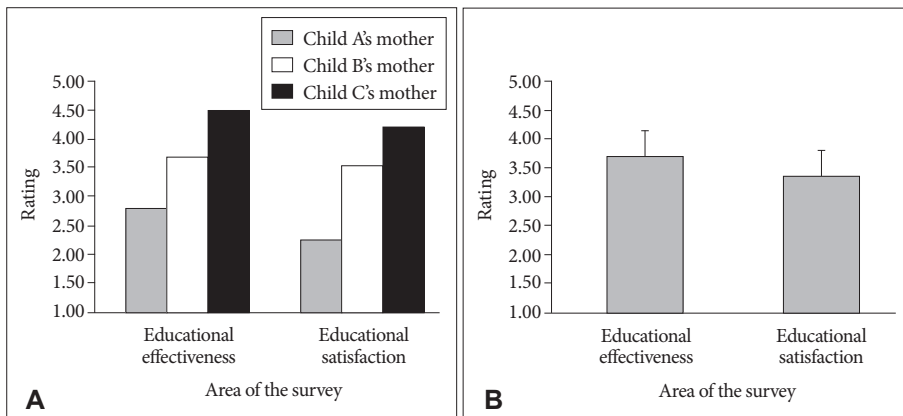 Child A's mother
Child B's mother
Child C's mother
5.00
4.50
4.00
3.50
3.00
2.50
2.00
1.50
1.00
Rating
Educational
effectiveness
Educational
satisfaction
Area of the survey
A
5.00
4.50
4.00
3.50
3.00
2.50
2.00
1.50
1.00
Rating
Educational
effectiveness
Educational
satisfaction
Area of the survey
B